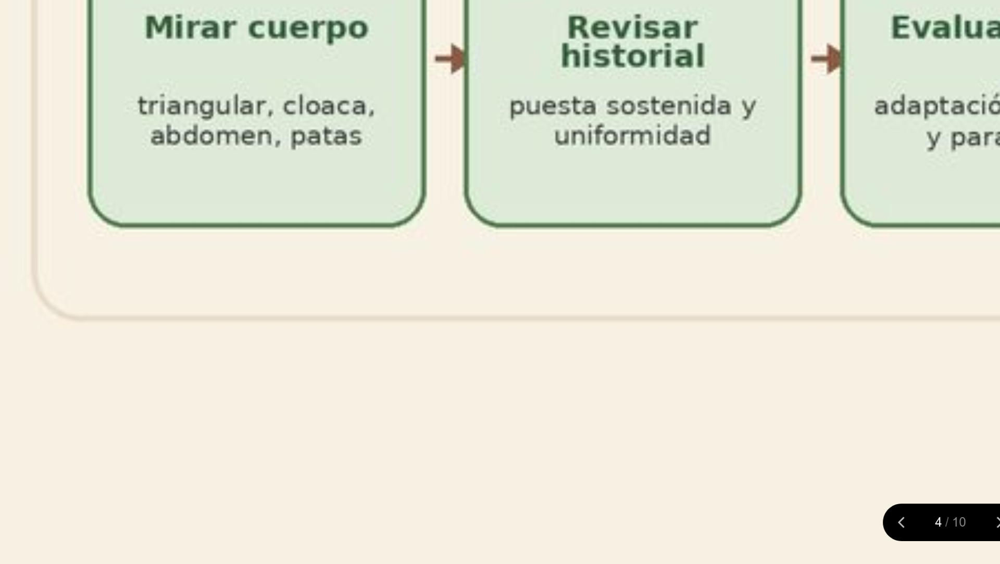 Mirar cuerpo
triangular, cloaca,
abdomen, patas
Revisar
historial
puesta sostenida y
uniformidad
4 / 10